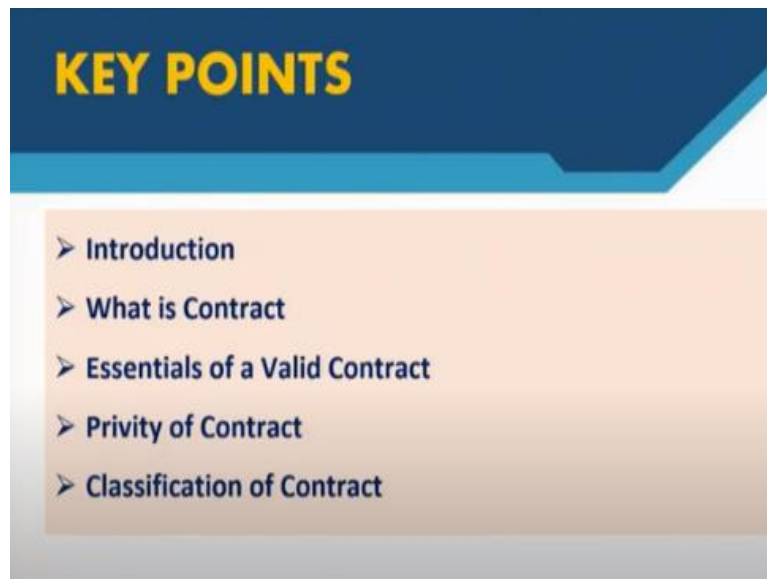 KEY POINTS
➢ Introduction
➢ What is Contract
➢ Essentials of a Valid Contract
➢ Privity of Contract
➢ Classification of Contract